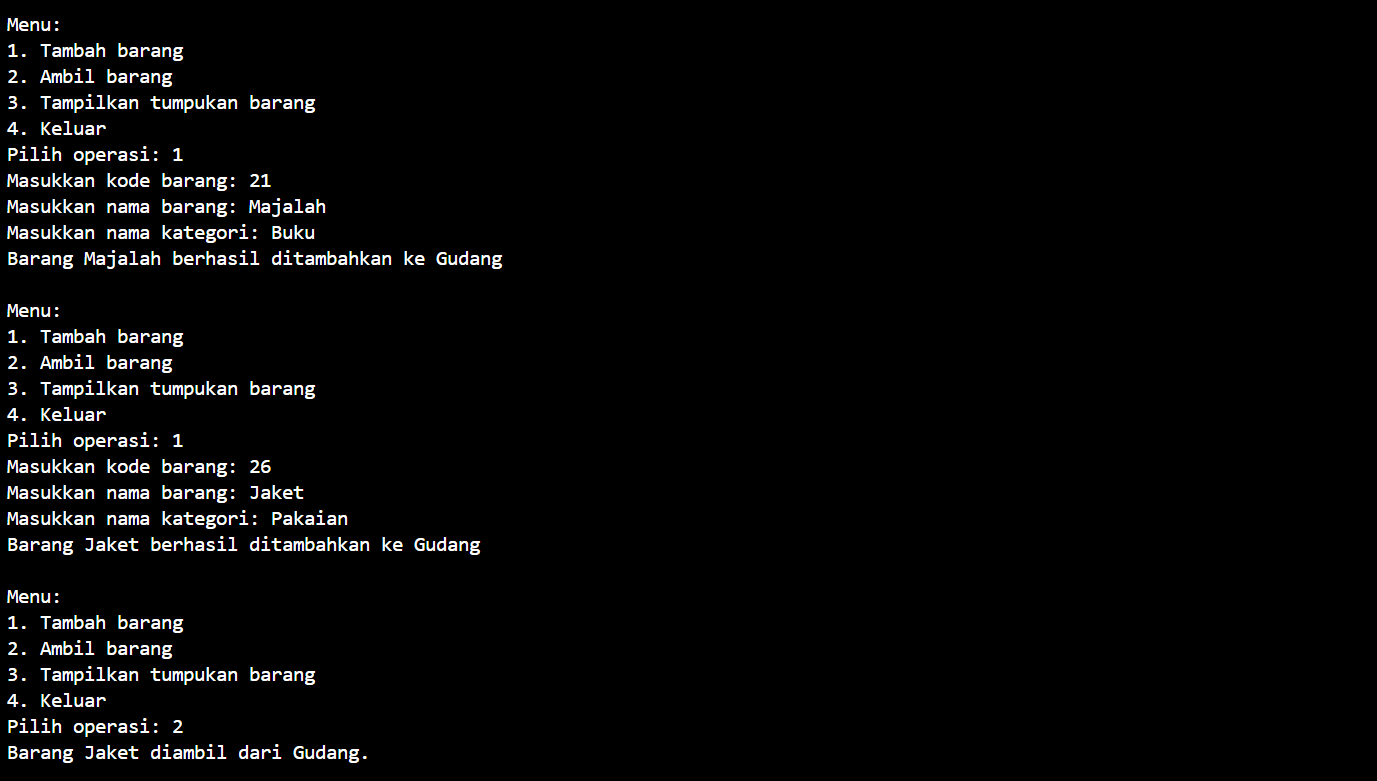 Menu:
1. Tambah barang
2. Ambil barang
3. Tampilkan tumpukan barang
4. Keluar
Pilih operasi: 1
Masukkan kode barang: 21
Masukkan nama barang: Majalah
Masukkan nama kategori: Buku
Barang Majalah berhasil ditambahkan ke Gudang

Menu:
1. Tambah barang
2. Ambil barang
3. Tampilkan tumpukan barang
4. Keluar
Pilih operasi: 1
Masukkan kode barang: 26
Masukkan nama barang: Jaket
Masukkan nama kategori: Pakaian
Barang Jaket berhasil ditambahkan ke Gudang

Menu:
1. Tambah barang
2. Ambil barang
3. Tampilkan tumpukan barang
4. Keluar
Pilih operasi: 2
Barang Jaket diambil dari Gudang.